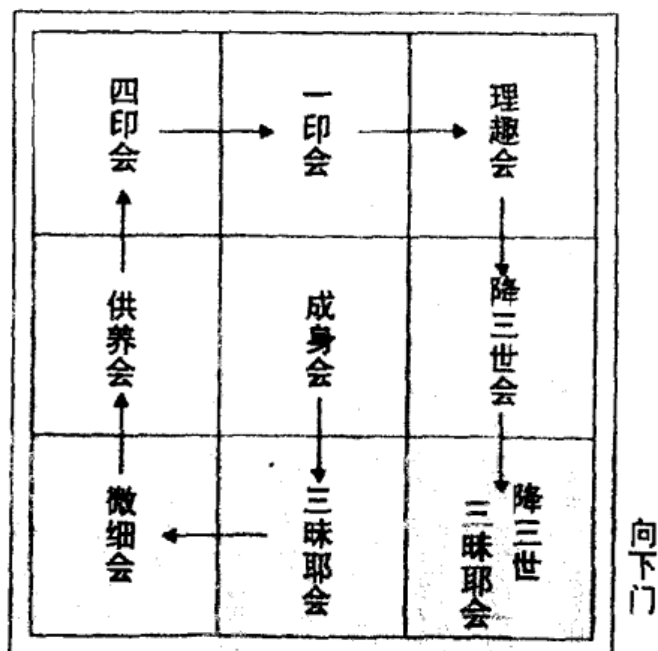 四印会
一印会
理趣会
供养会
成身会
降三世会
微细会
三昧耶会
降三世
三昧耶会
向下门